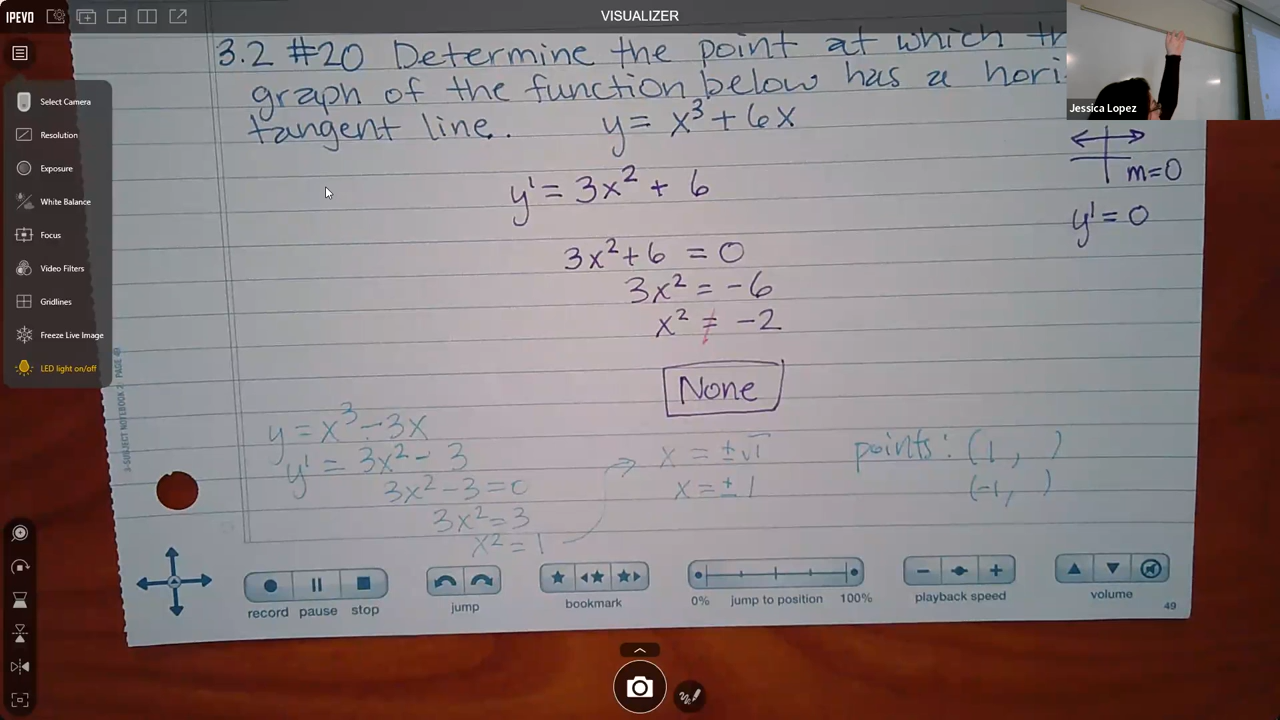 IPEVO
VISUALIZER
Jessica Lopez
Select Camera
Resolution
Exposure
White Balance
Focus
Video Filters
Gridlines
Freeze Live Image
LED light on/off
3.2 #20 Determine the point at which
graph of the function below has a hori
tangent line. y = x³ + 6x
m=0
y' = 0
y' = 3x² + 6
3x² + 6 = 0
3x² = -6
x² ≠ -2
None
y = x³ - 3x
y' = 3x² - 3
3x² - 3 = 0
3x² = 3
x² = 1
x = ±√1
x = ±1
points: (1, )
(-1, )
record pause stop
jump
bookmark
0% jump to position 100%
playback speed
volume
49